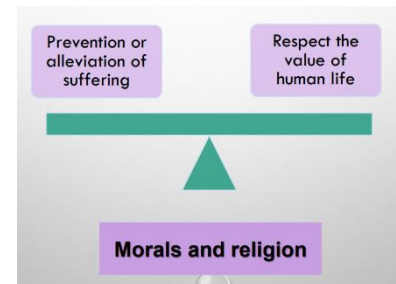 Prevention or
alleviation of
suffering
Respect the
value of
human life
Morals and religion